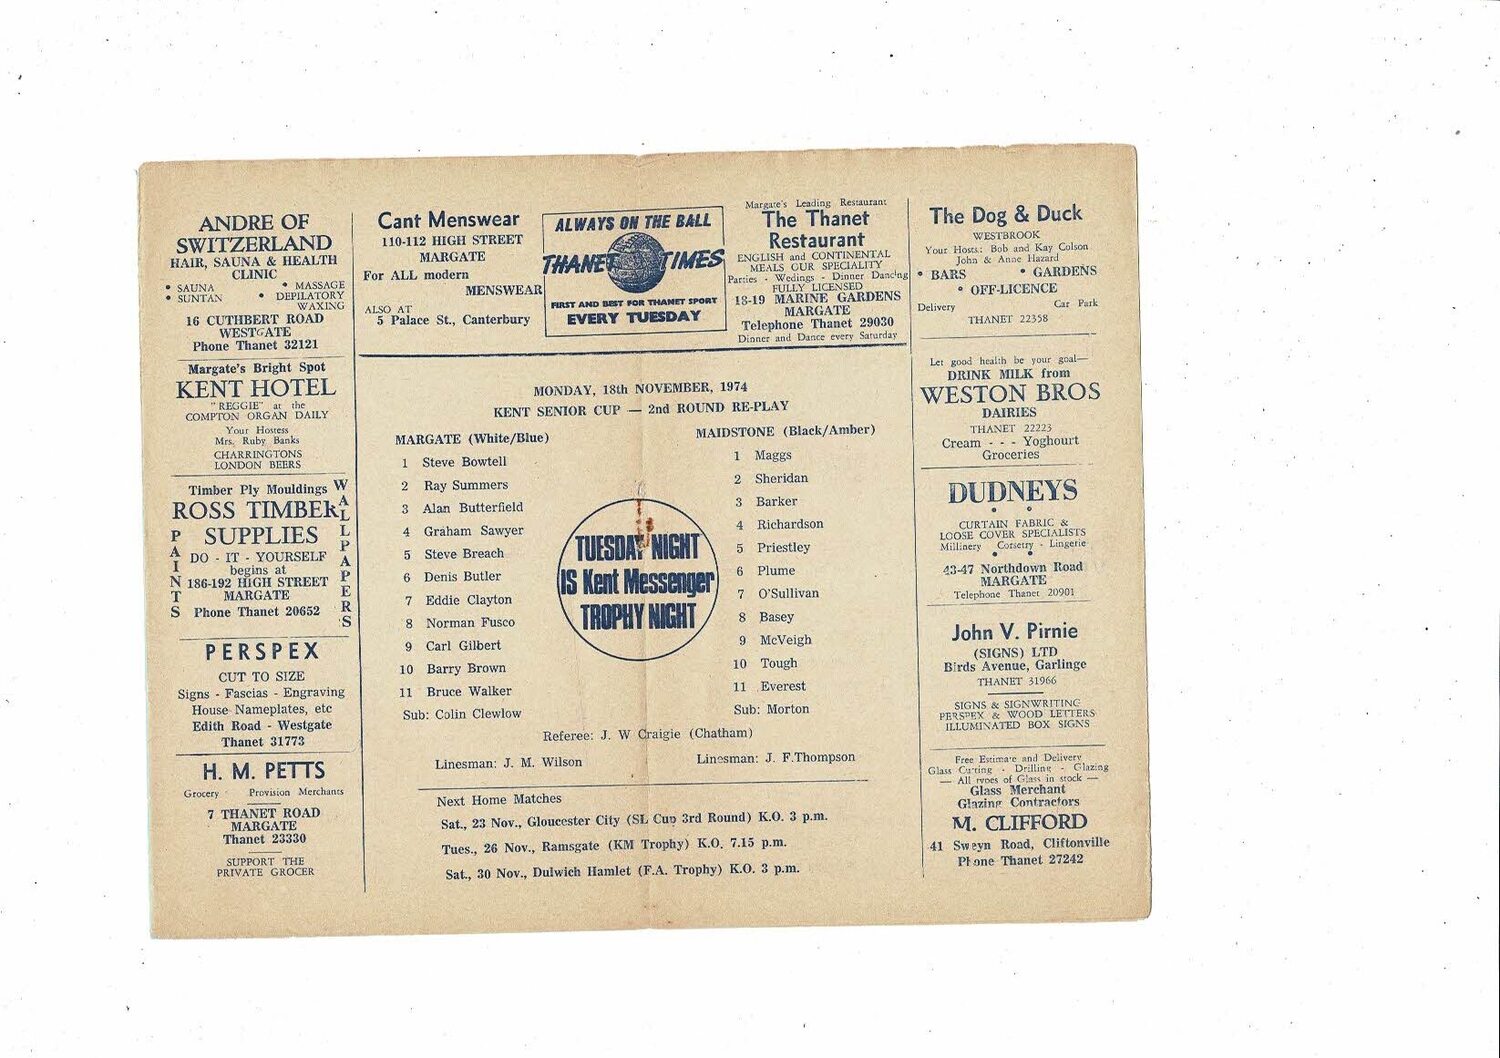 ANDRE OF
SWITZERLAND
HAIR, SAUNA & HEALTH
CLINIC
• SAUNA • MASSAGE
• SUNTAN • DEPILATORY
WAXING
16 CUTHBERT ROAD
WESTGATE
Phone Thanet 32121
Margate's Bright Spot
KENT HOTEL
"REGGIE" at the
COMPTON ORGAN DAILY
Your Hostess
Mrs. Ruby Banks
CHARRINGTONS
LONDON BEERS
Timber Ply Mouldings
ROSS TIMBER
SUPPLIES
DO - IT - YOURSELF
begins at
186-192 HIGH STREET
MARGATE
Phone Thanet 20652
PAINTS
WALLPAPERS
PERSPEX
CUT TO SIZE
Signs - Fascias - Engraving
House Nameplates, etc
Edith Road - Westgate
Thanet 31773
H. M. PETTS
Grocery Provision Merchants
7 THANET ROAD
MARGATE
Thanet 23330
SUPPORT THE
PRIVATE GROCER
Cant Menswear
110-112 HIGH STREET
MARGATE
For ALL modern
MENSWEAR
ALSO AT
5 Palace St., Canterbury
ALWAYS ON THE BALL
THANET TIMES
FIRST AND BEST FOR THANET SPORT
EVERY TUESDAY
Margate's Leading Restaurant
The Thanet
Restaurant
ENGLISH and CONTINENTAL
MEALS OUR SPECIALITY
Parties - Wedings - Dinner Dancing
FULLY LICENSED
18-19 MARINE GARDENS
MARGATE
Telephone Thanet 29030
Dinner and Dance every Saturday
MONDAY, 18th NOVEMBER, 1974
KENT SENIOR CUP — 2nd ROUND RE-PLAY
MARGATE (White/Blue)
1 Steve Bowtell
2 Ray Summers
3 Alan Butterfield
4 Graham Sawyer
5 Steve Breach
6 Denis Butler
7 Eddie Clayton
8 Norman Fusco
9 Carl Gilbert
10 Barry Brown
11 Bruce Walker
Sub: Colin Clewlow
TUESDAY NIGHT
IS Kent Messenger
TROPHY NIGHT
MAIDSTONE (Black/Amber)
1 Maggs
2 Sheridan
3 Barker
4 Richardson
5 Priestley
6 Plume
7 O'Sullivan
8 Basey
9 McVeigh
10 Tough
11 Everest
Sub: Morton
Referee: J. W Craigie (Chatham)
Linesman: J. M. Wilson Linesman: J. F.Thompson
Next Home Matches
Sat., 23 Nov., Gloucester City (SL Cup 3rd Round) K.O. 3 p.m.
Tues., 26 Nov., Ramsgate (KM Trophy) K.O. 7.15 p.m.
Sat., 30 Nov., Dulwich Hamlet (F.A. Trophy) K.O. 3 p.m.
The Dog & Duck
WESTBROOK
Your Hosts: Bob and Kay Colson
John & Anne Hazard
• BARS • GARDENS
• OFF-LICENCE
Delivery Car Park
THANET 22358
Let good health be your goal—
DRINK MILK from
WESTON BROS
DAIRIES
THANET 22223
Cream - - - Yoghourt
Groceries
DUDNEYS
CURTAIN FABRIC &
LOOSE COVER SPECIALISTS
Millinery Corsetry - Lingerie
43-47 Northdown Road
MARGATE
Telephone Thanet 20901
John V. Pirnie
(SIGNS) LTD
Birds Avenue, Garlinge
THANET 31966
SIGNS & SIGNWRITING
PERSPEX & WOOD LETTERS
ILLUMINATED BOX SIGNS
Free Estimate and Delivery
Glass Cutting - Drilling - Glazing
— All types of Glass in stock —
Glass Merchant
Glazing Contractors
M. CLIFFORD
41 Sweyn Road, Cliftonville
Phone Thanet 27242